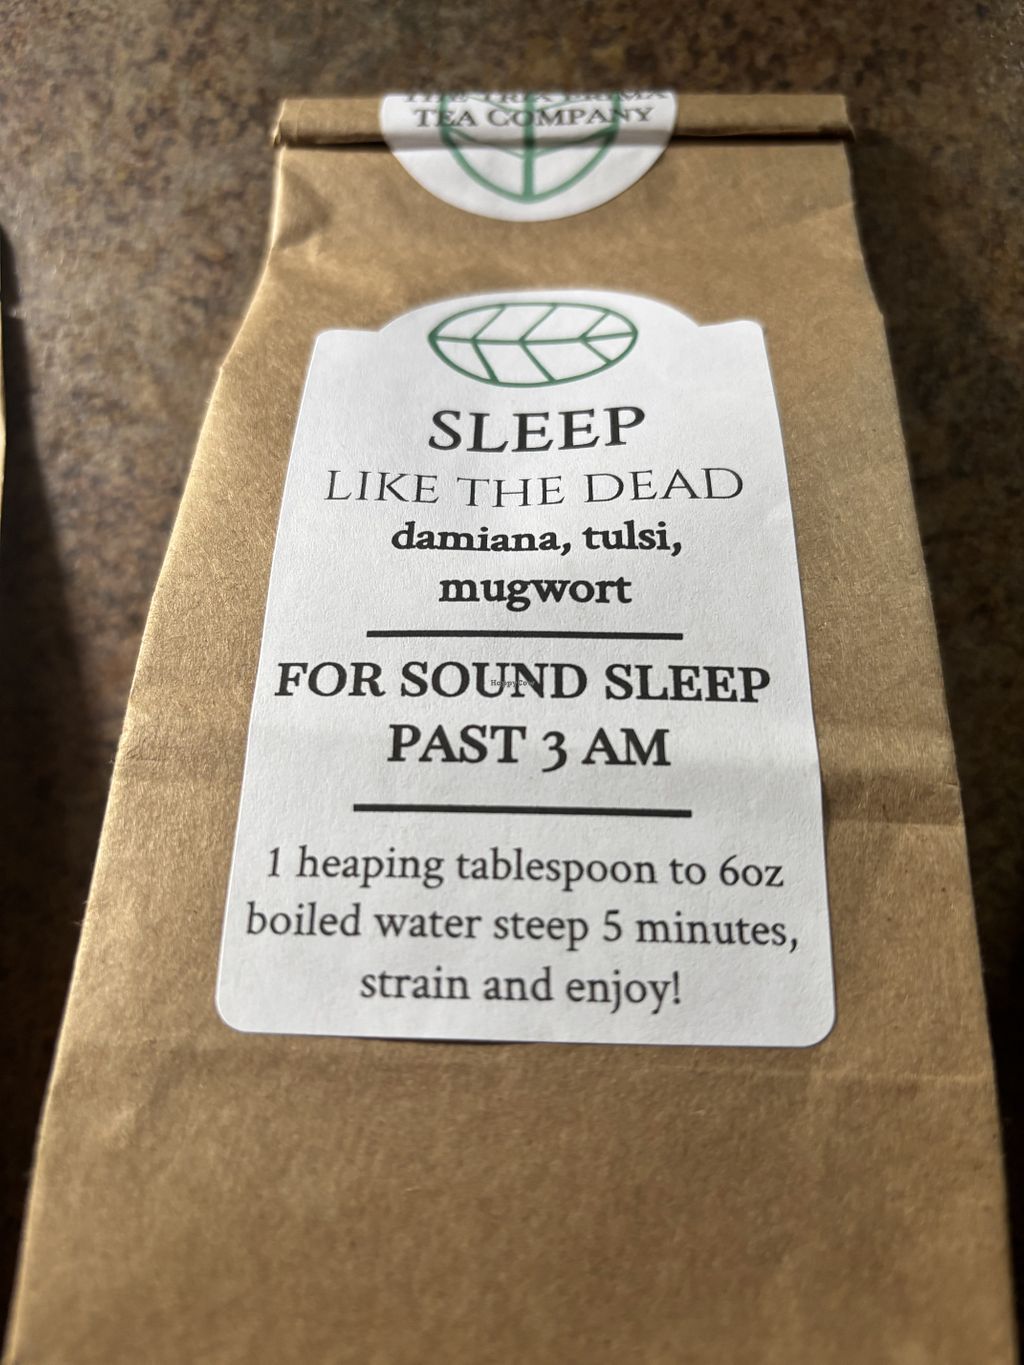 TEA COMPANY
SLEEP
LIKE THE DEAD
damiana, tulsi,
mugwort
FOR SOUND SLEEP
HappyCow
PAST 3 AM
1 heaping tablespoon to 6oz
boiled water steep 5 minutes,
strain and enjoy!